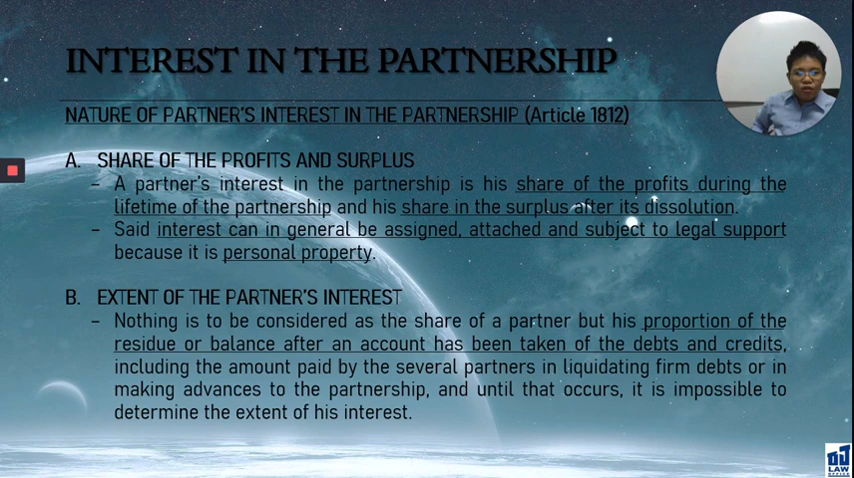 INTEREST IN THE PARTNERSHIP
NATURE OF PARTNER'S INTEREST IN THE PARTNERSHIP (Article 1812)
A. SHARE OF THE PROFITS AND SURPLUS
– A partner's interest in the partnership is his share of the profits during the
lifetime of the partnership and his share in the surplus after its dissolution.
– Said interest can in general be assigned, attached and subject to legal support
because it is personal property.
B. EXTENT OF THE PARTNER'S INTEREST
– Nothing is to be considered as the share of a partner but his proportion of the
residue or balance after an account has been taken of the debts and credits,
including the amount paid by the several partners in liquidating firm debts or in
making advances to the partnership, and until that occurs, it is impossible to
determine the extent of his interest.
LAW
OFFICE